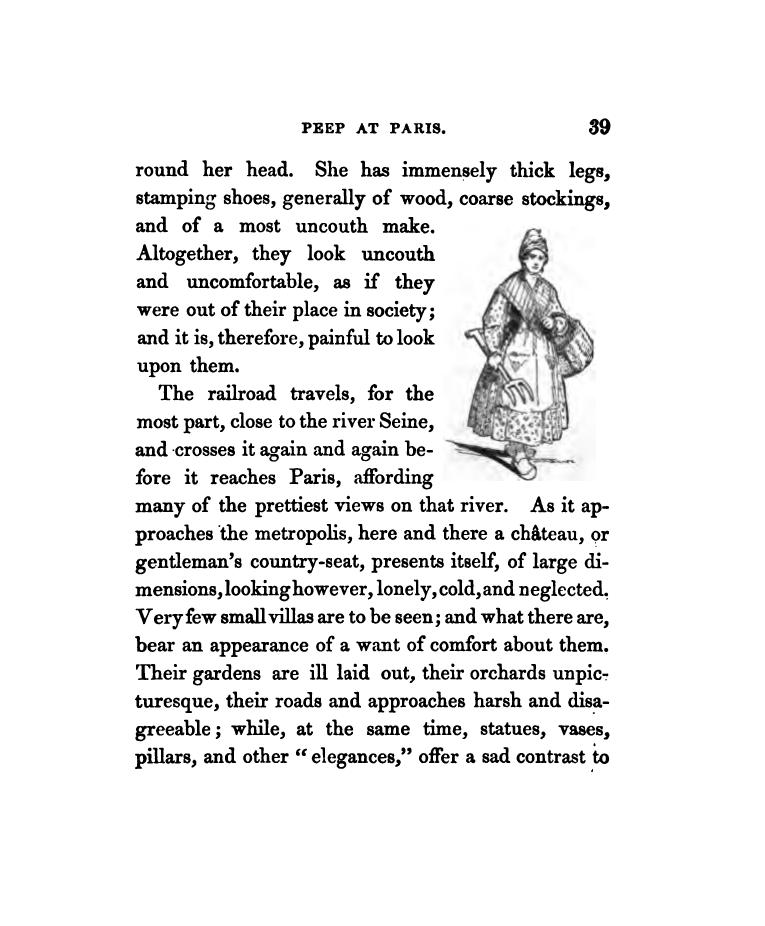 PEEP AT PARIS. 39
round her head. She has immensely thick legs,
stamping shoes, generally of wood, coarse stockings,
and of a most uncouth make.
Altogether, they look uncouth
and uncomfortable, as if they
were out of their place in society;
and it is, therefore, painful to look
upon them.
The railroad travels, for the
most part, close to the river Seine,
and crosses it again and again be-
fore it reaches Paris, affording
many of the prettiest views on that river. As it ap-
proaches the metropolis, here and there a château, or
gentleman's country-seat, presents itself, of large di-
mensions, looking however, lonely, cold, and neglected.
Very few small villas are to be seen; and what there are,
bear an appearance of a want of comfort about them.
Their gardens are ill laid out, their orchards unpic-
turesque, their roads and approaches harsh and disa-
greeable; while, at the same time, statues, vases,
pillars, and other "elegances," offer a sad contrast to